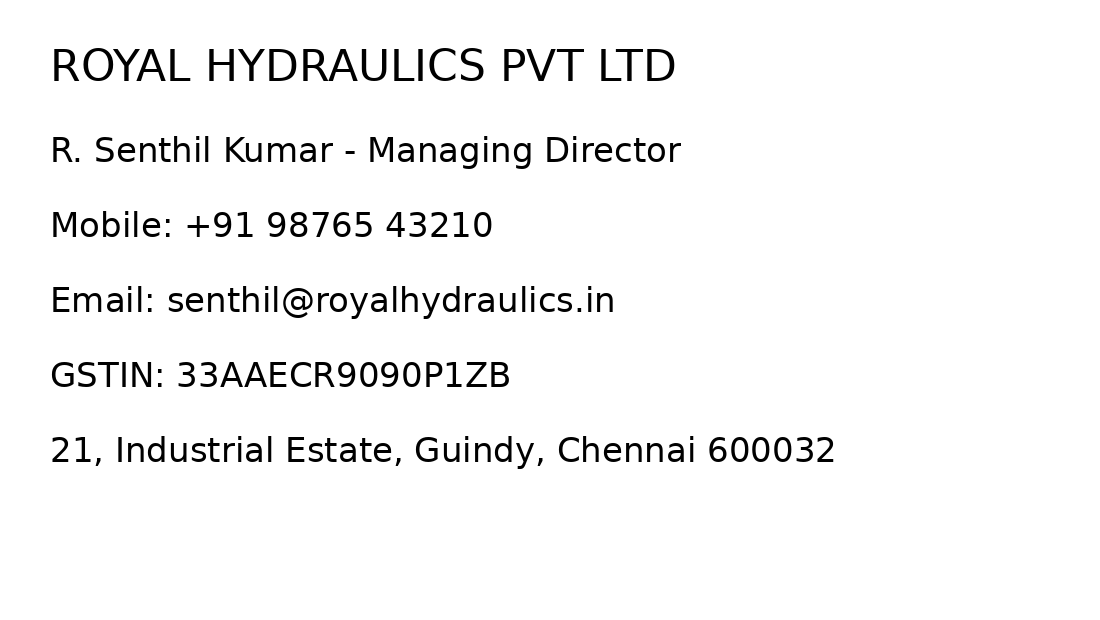 ROYAL HYDRAULICS PVT LTD
R. Senthil Kumar - Managing Director
Mobile: +91 98765 43210
Email: senthil@royalhydraulics.in
GSTIN: 33AAECR9090P1ZB
21, Industrial Estate, Guindy, Chennai 600032